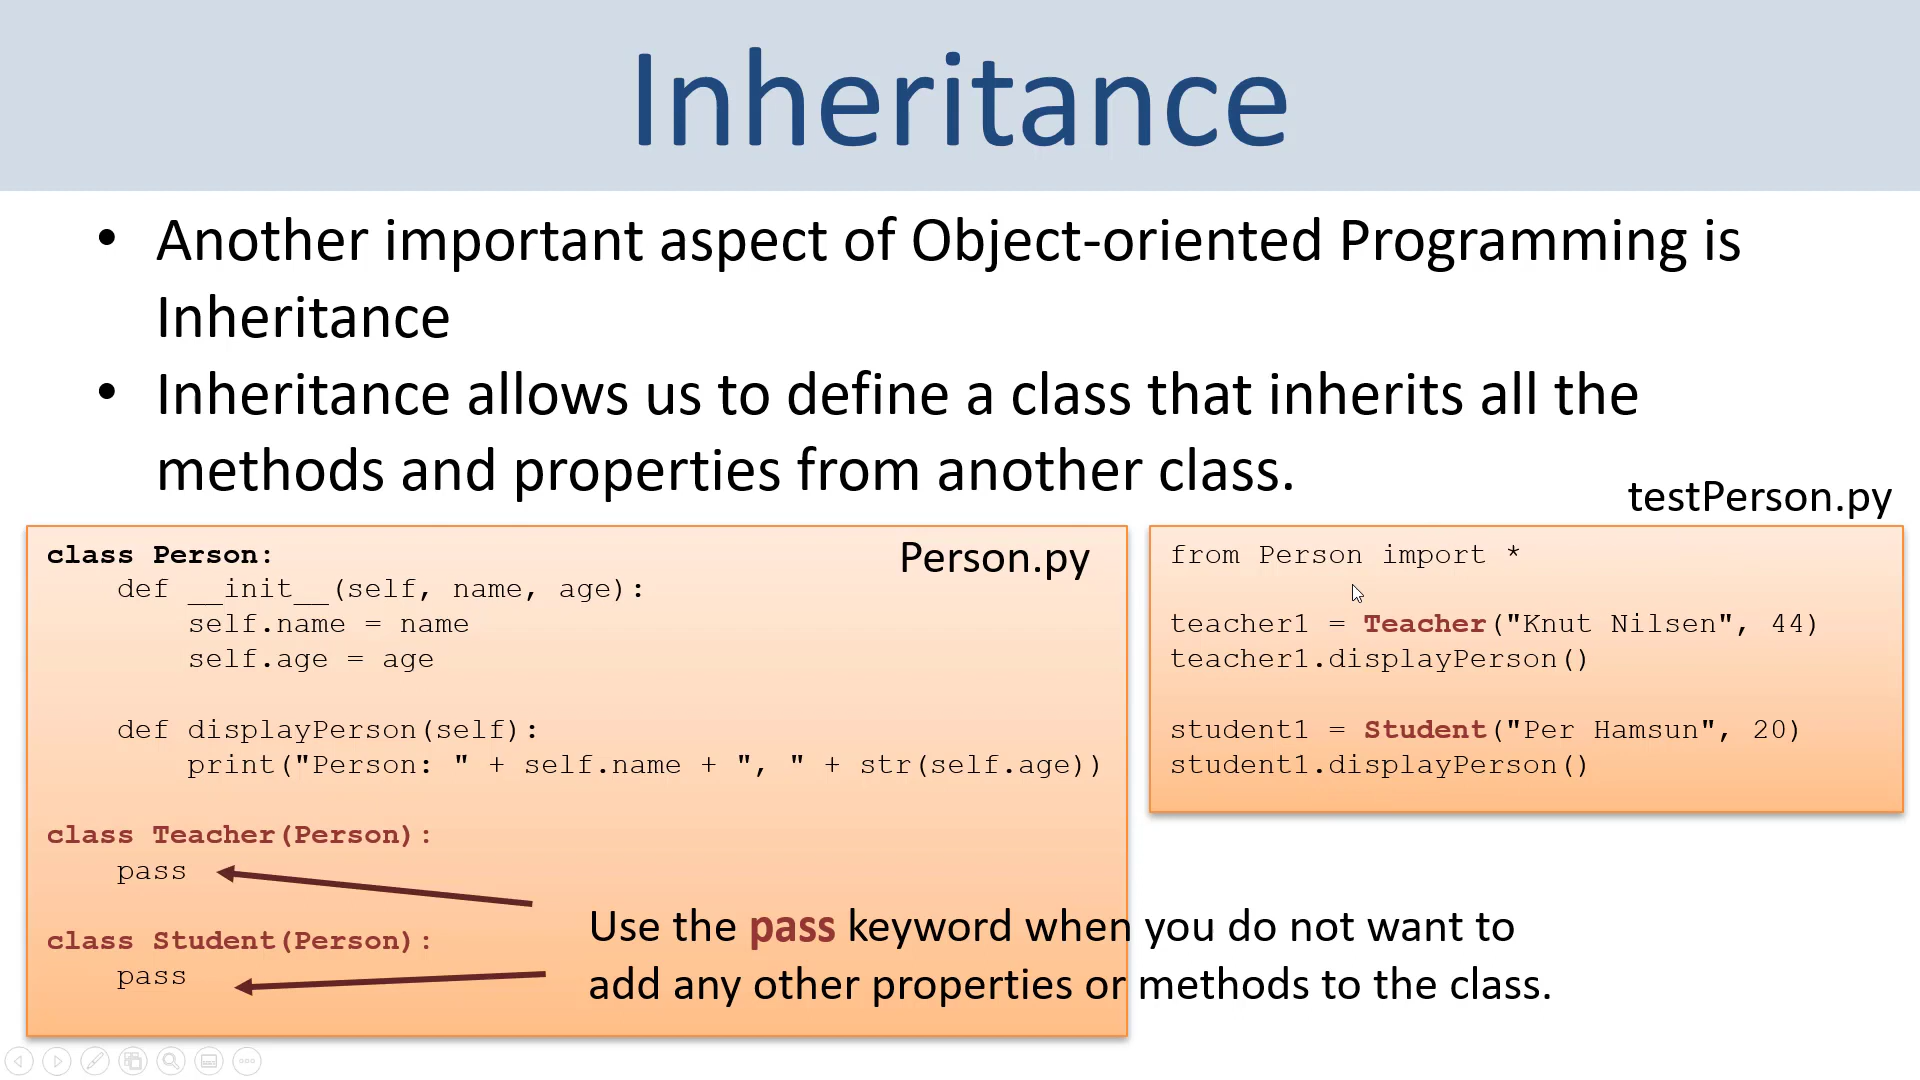 Inheritance
• Another important aspect of Object-oriented Programming is
Inheritance
• Inheritance allows us to define a class that inherits all the
methods and properties from another class.
Person.py
class Person:
    def __init__(self, name, age):
        self.name = name
        self.age = age
    def displayPerson(self):
        print("Person: " + self.name + ", " + str(self.age))
class Teacher(Person):
    pass
class Student(Person):
    pass
Use the pass keyword when you do not want to
add any other properties or methods to the class.
testPerson.py
from Person import *
teacher1 = Teacher("Knut Nilsen", 44)
teacher1.displayPerson()
student1 = Student("Per Hamsun", 20)
student1.displayPerson()